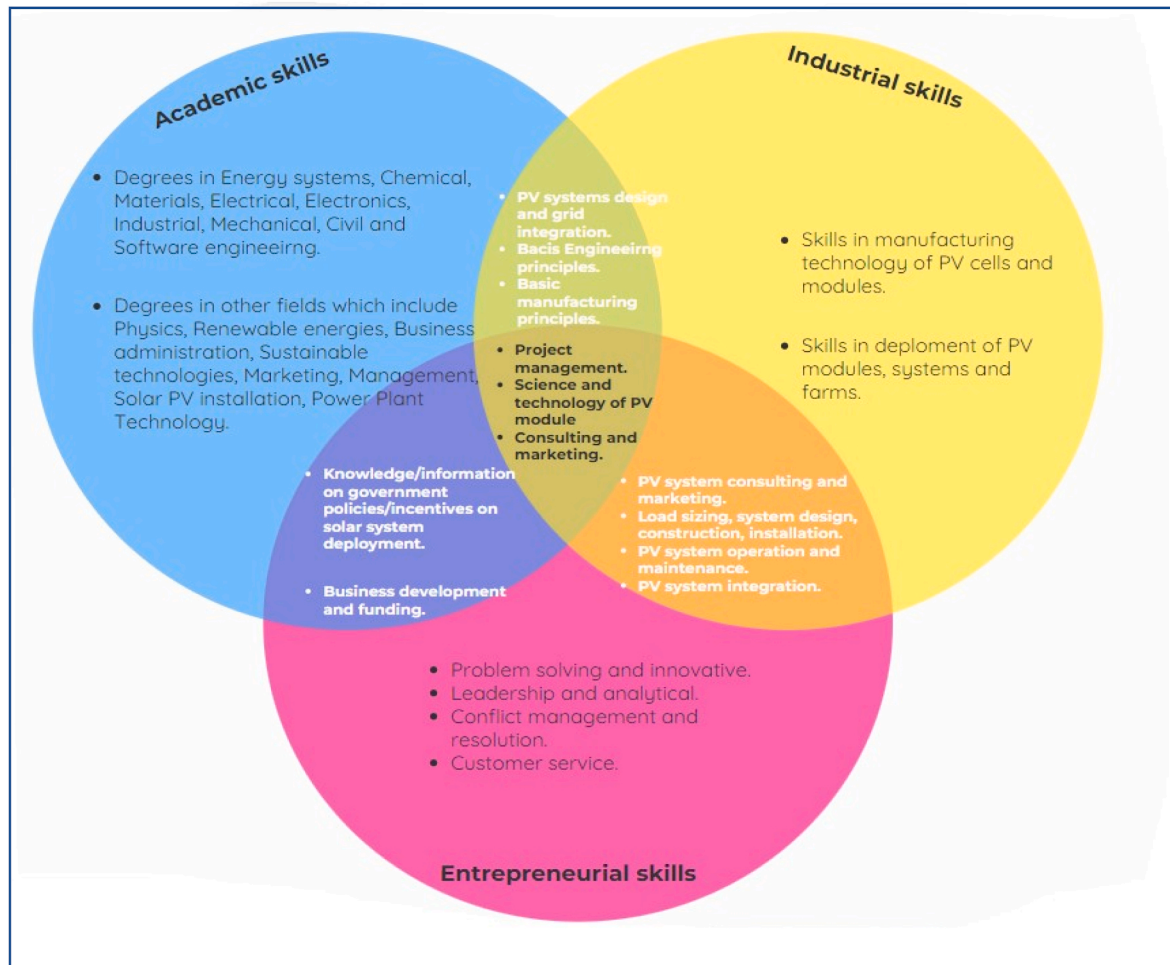 Academic skills
• Degrees in Energy systems, Chemical,
Materials, Electrical, Electronics,
Industrial, Mechanical, Civil and
Software engineeirng.
• Degrees in other fields which include
Physics, Renewable energies, Business
administration, Sustainable
technologies, Marketing, Management,
Solar PV installation, Power Plant
Technology.
• PV systems design
and grid
integration.
• Bacis Engineeirng
principles.
• Basic
manufacturing
principles.
Industrial skills
• Skills in manufacturing
technology of PV cells and
modules.
• Skills in deploment of PV
modules, systems and
farms.
• Project
management.
• Science and
technology of PV
module
• Consulting and
marketing.
• Knowledge/information
on government
policies/incentives on
solar system
deployment.
• Business development
and funding.
• PV system consulting and
marketing.
• Load sizing, system design,
construction, installation.
• PV system operation and
maintenance.
• PV system integration.
• Problem solving and innovative.
• Leadership and analytical.
• Conflict management and
resolution.
• Customer service.
Entrepreneurial skills